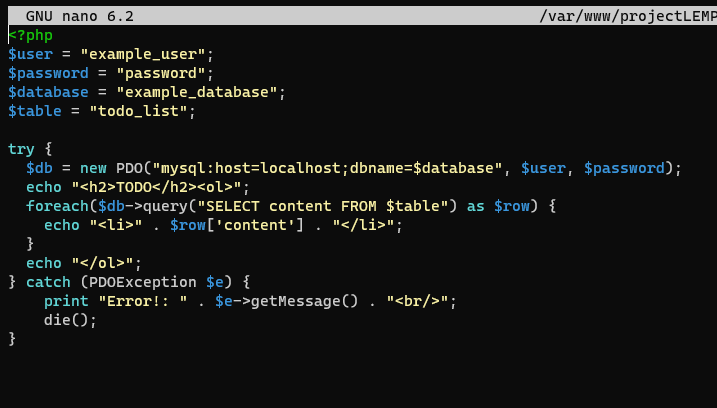 GNU nano 6.2 /var/www/projectLEMP
<?php
$user = "example_user";
$password = "password";
$database = "example_database";
$table = "todo_list";
try {
  $db = new PDO("mysql:host=localhost;dbname=$database", $user, $password);
  echo "<h2>TODO</h2><ol>";
  foreach($db->query("SELECT content FROM $table") as $row) {
    echo "<li>" . $row['content'] . "</li>";
  }
  echo "</ol>";
} catch (PDOException $e) {
    print "Error!: " . $e->getMessage() . "<br/>";
    die();
}